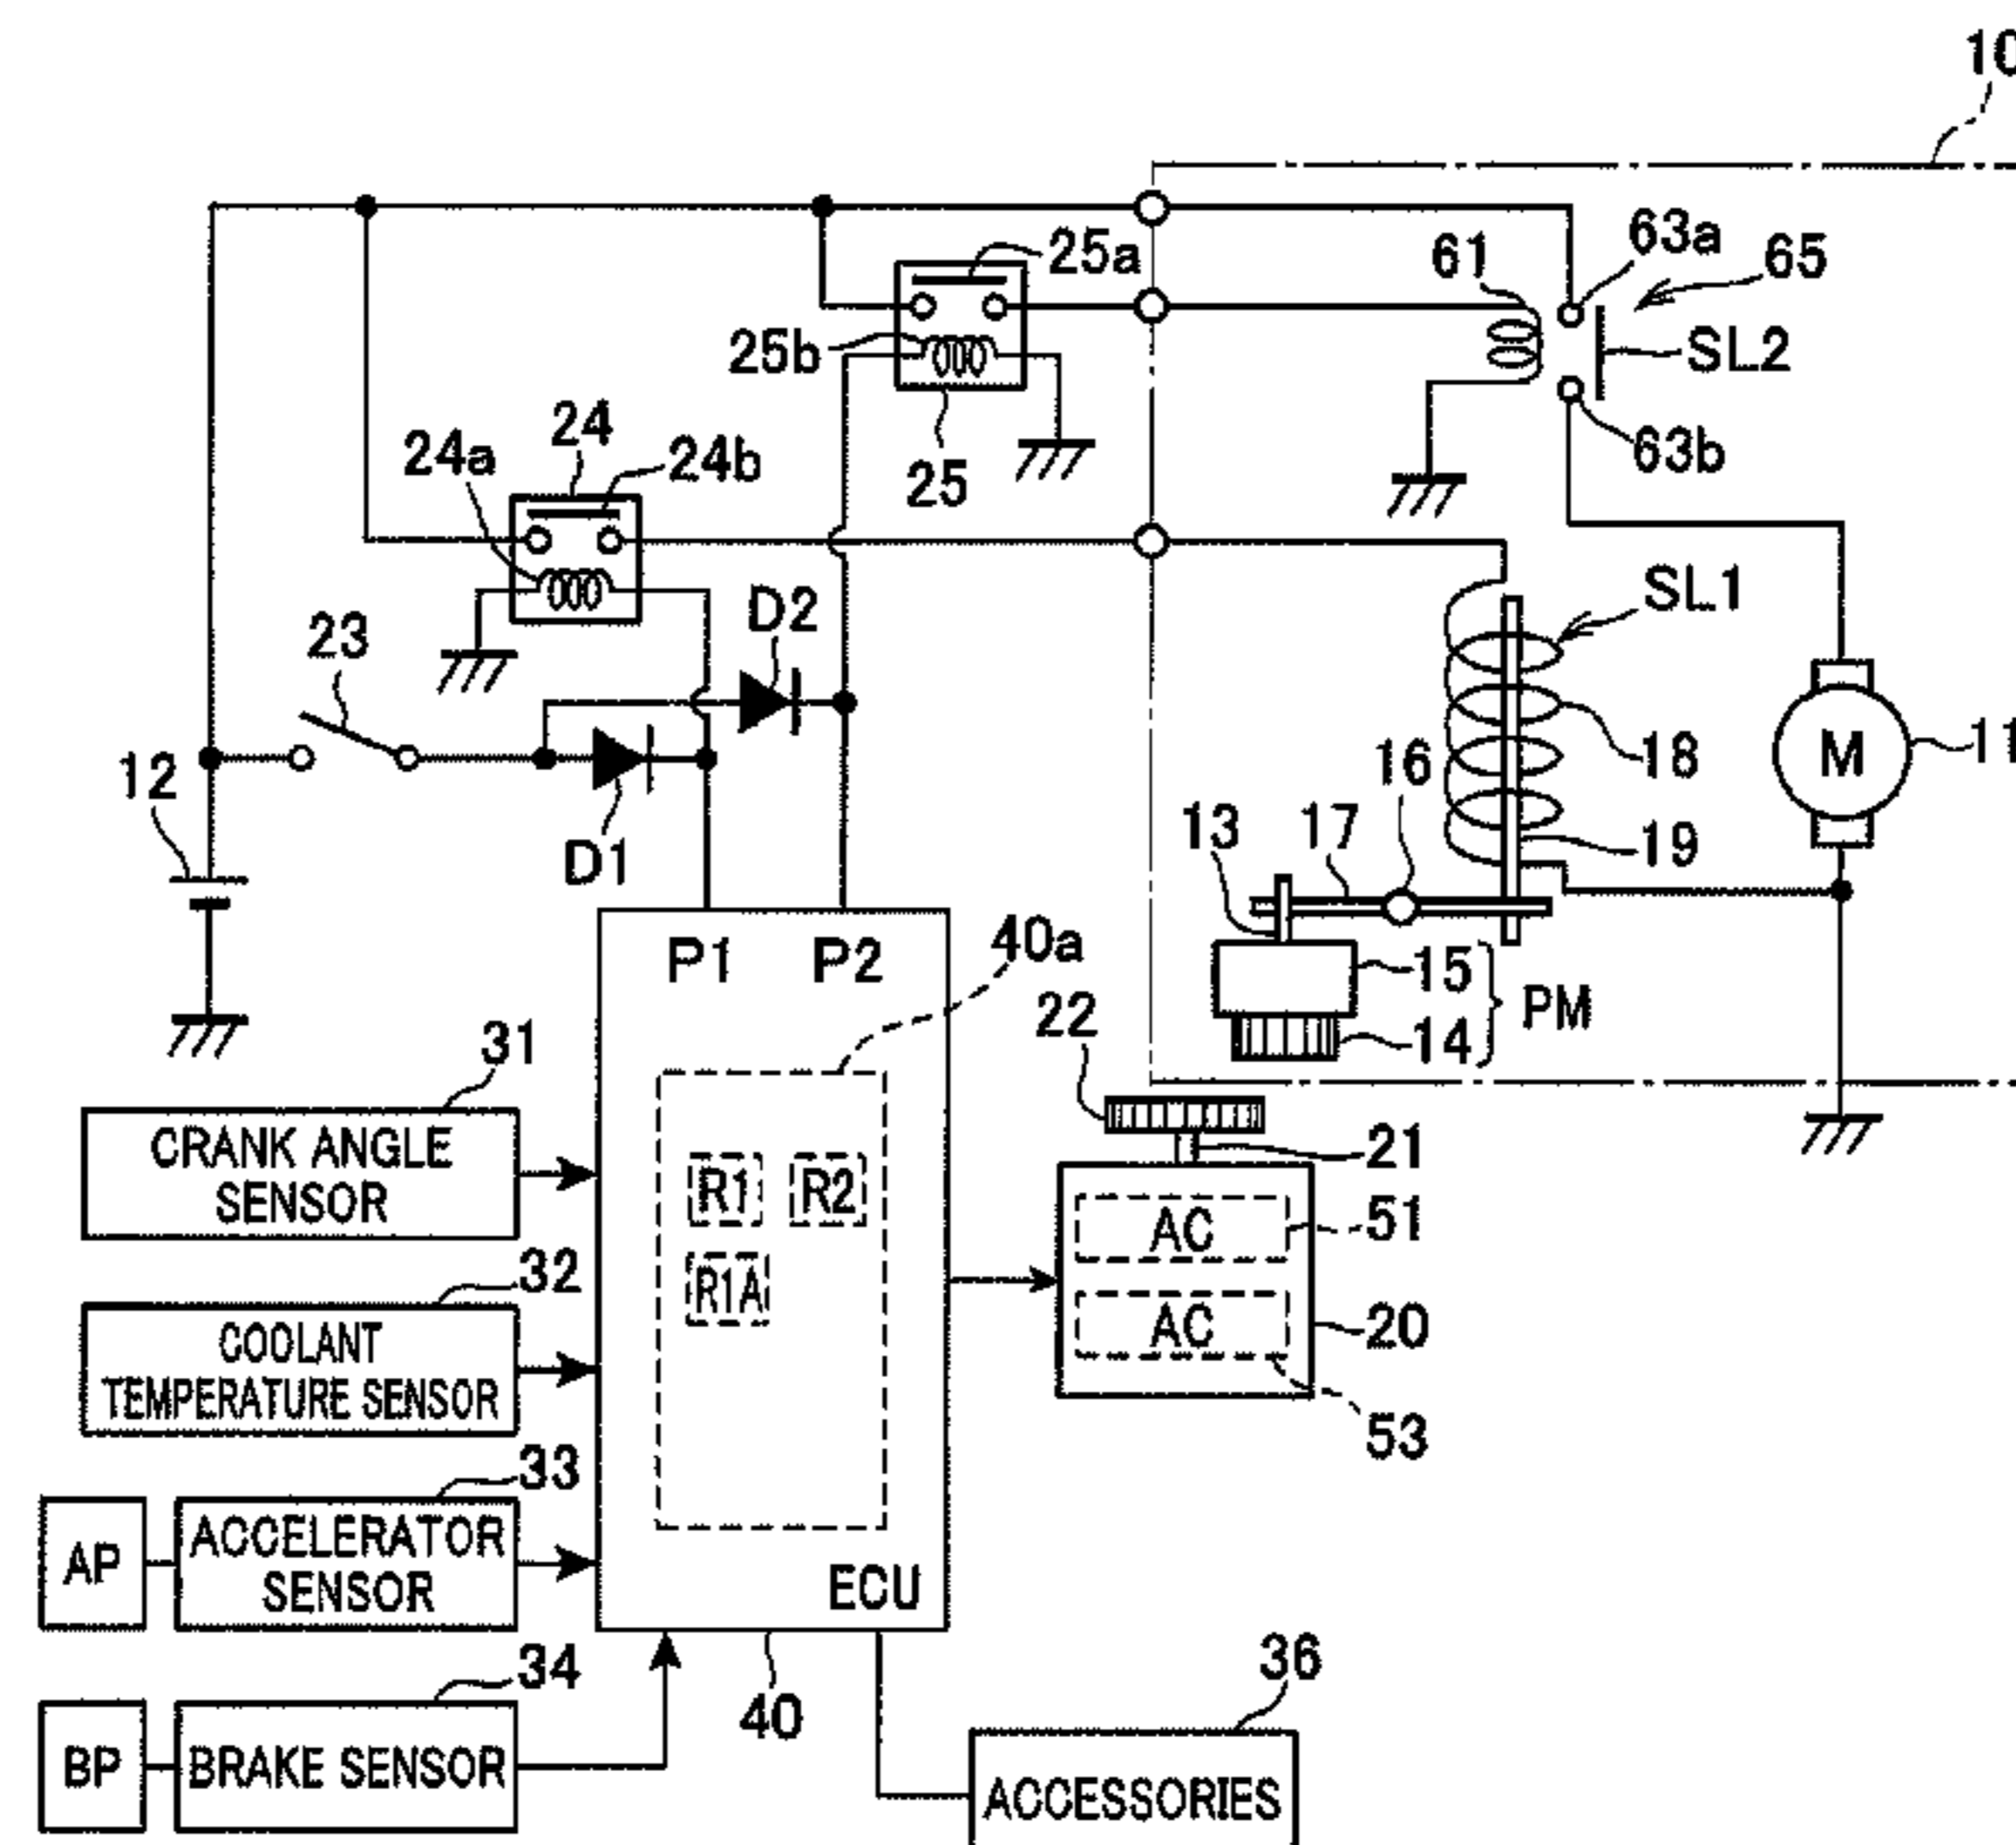 10
63a
61
65
25a
25b
SL2
24
63b
24a
24b
25
SL1
D2
23
12
16
18
M
11
13
17
19
D1
P1
P2
40a
15
PM
22
14
31
CRANK ANGLE
SENSOR
21
R1
R2
AC
51
32
R1A
COOLANT
TEMPERATURE SENSOR
AC
20
53
33
AP
ACCELERATOR
SENSOR
ECU
34
40
36
BP
BRAKE SENSOR
ACCESSORIES